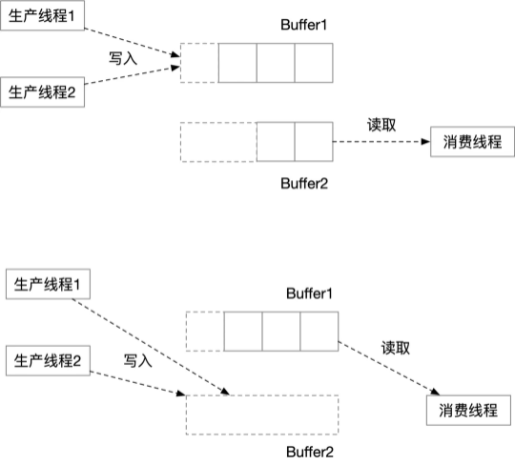 生产线程1
Buffer1
写入
生产线程2
读取
消费线程
Buffer2
生产线程1
Buffer1
生产线程2
写入
读取
消费线程
Buffer2